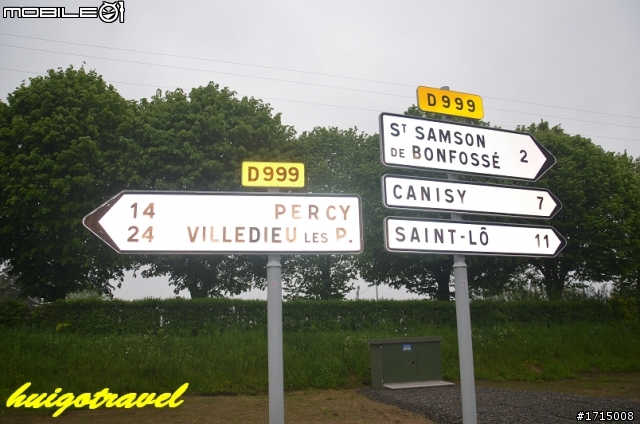 MOBILE01
D999
14 PERCY
24 VILLEDIEU LES P.
D999
ST SAMSON
DE BONFOSSÉ 2
CANISY 7
SAINT-LÔ 11
huigotravel
#1715008